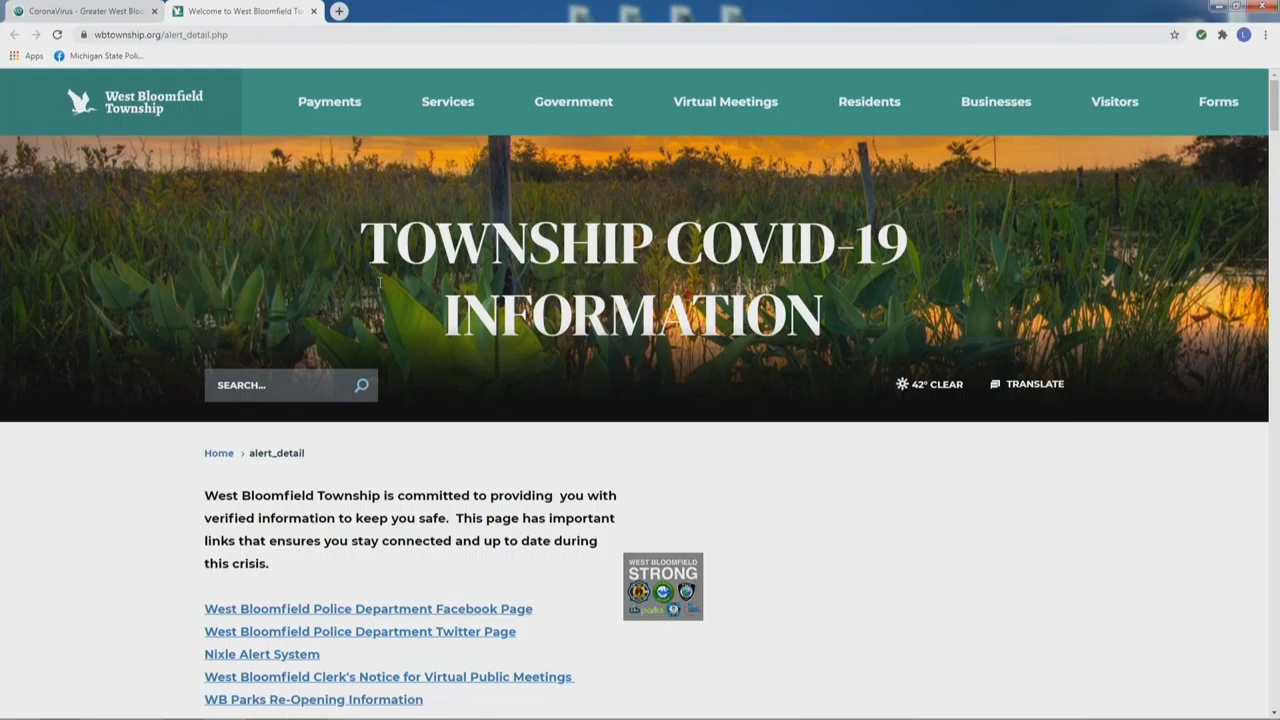 CoronaVirus - Greater West Bloo
Welcome to West Bloomfield To
wbtownship.org/alert_detail.php
L
Apps
Michigan State Poli...
West Bloomfield
Township
Payments
Services
Government
Virtual Meetings
Residents
Businesses
Visitors
Forms
TOWNSHIP COVID-19
INFORMATION
SEARCH...
42° CLEAR
TRANSLATE
Home › alert_detail
West Bloomfield Township is committed to providing you with
verified information to keep you safe. This page has important
links that ensures you stay connected and up to date during
this crisis.
WEST BLOOMFIELD
STRONG
parks
West Bloomfield Police Department Facebook Page
West Bloomfield Police Department Twitter Page
Nixle Alert System
West Bloomfield Clerk's Notice for Virtual Public Meetings
WB Parks Re-Opening Information